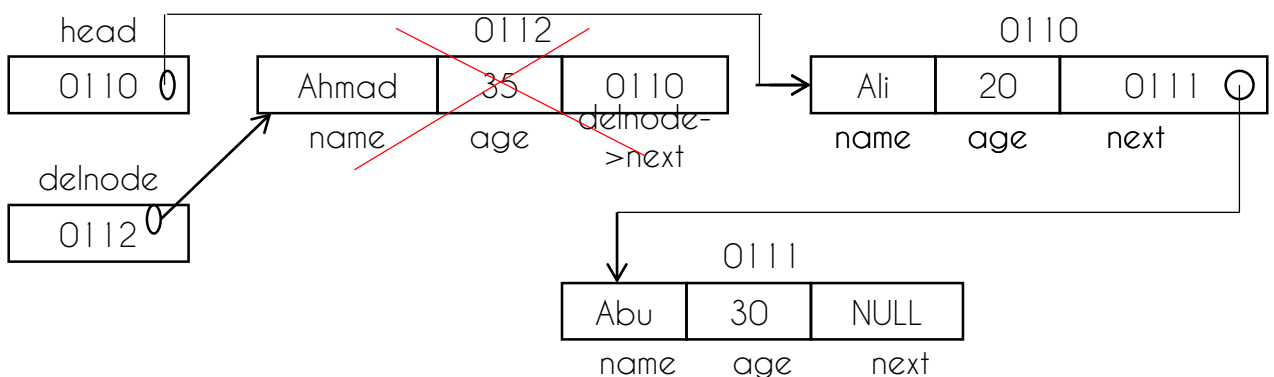 head
0110
0112
Ahmad
35
0110
name
age
delnode-
>next
0110
Ali
20
0111
name
age
next
delnode
0112
0111
Abu
30
NULL
name
age
next